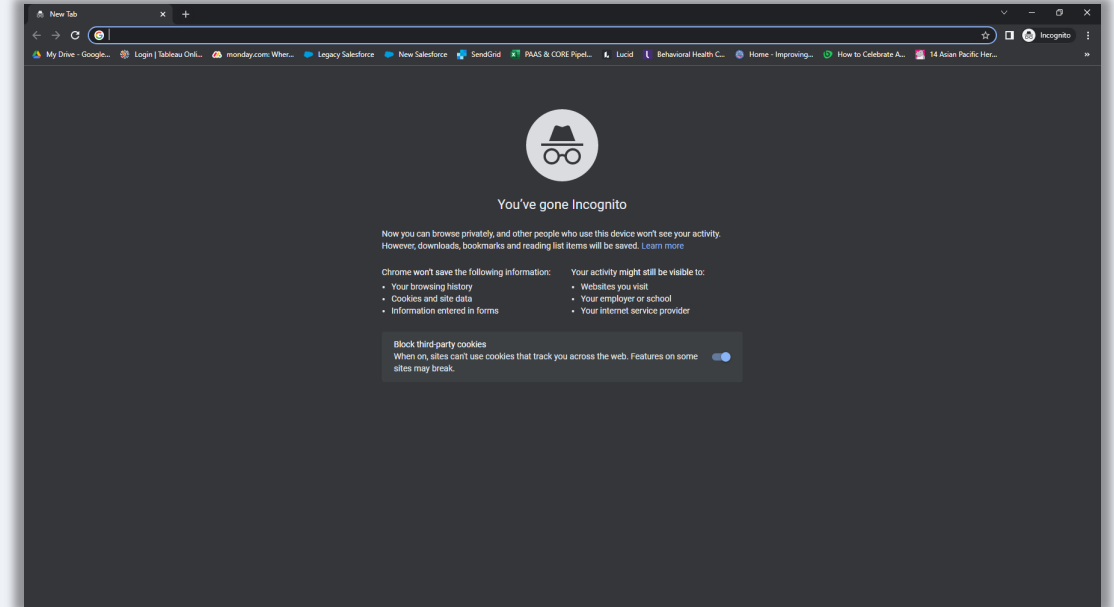 New Tab
Incognito
My Drive - Google... Login | Tableau Onli... monday.com: Wher... Legacy Salesforce New Salesforce SendGrid PAAS & CORE Pipel... Lucid Behavioral Health C... Home - Improving... How to Celebrate A... 14 Asian Pacific Her... »
You've gone Incognito
Now you can browse privately, and other people who use this device won't see your activity.
However, downloads, bookmarks and reading list items will be saved. Learn more
Chrome won't save the following information:
• Your browsing history
• Cookies and site data
• Information entered in forms
Your activity might still be visible to:
• Websites you visit
• Your employer or school
• Your internet service provider
Block third-party cookies
When on, sites can't use cookies that track you across the web. Features on some
sites may break.